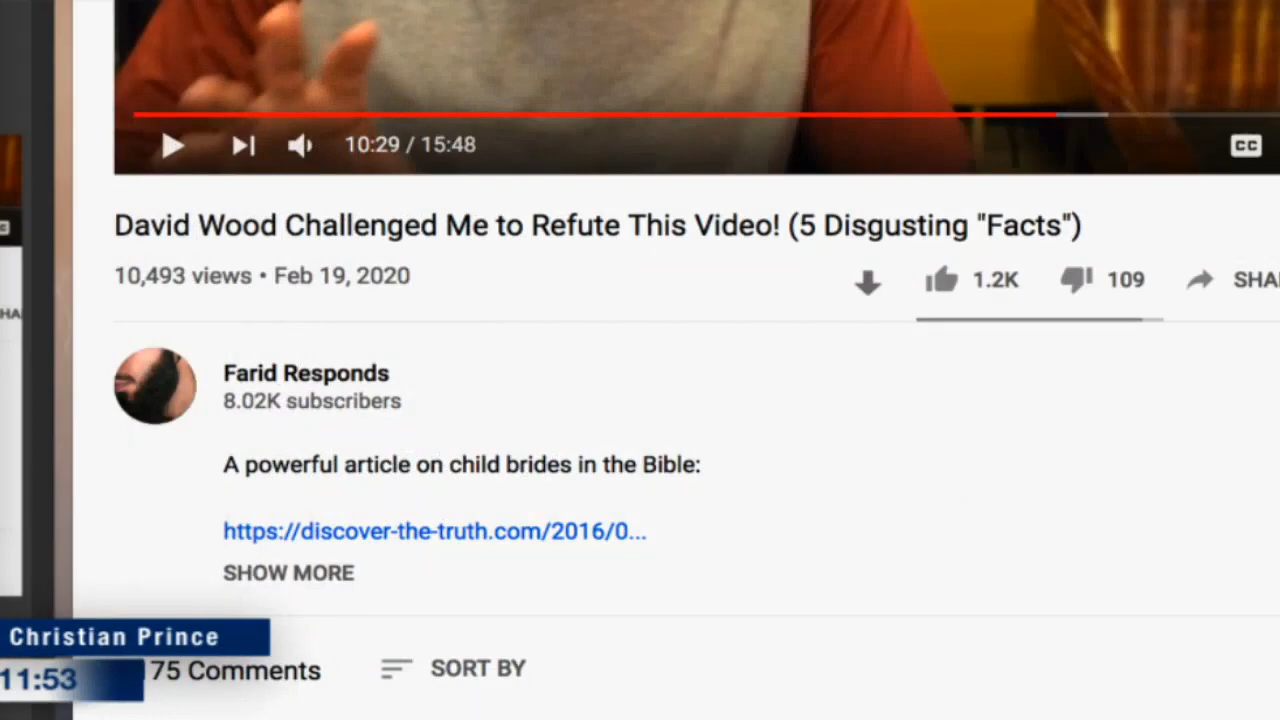 10:29 / 15:48
CC
David Wood Challenged Me to Refute This Video! (5 Disgusting "Facts")
10,493 views • Feb 19, 2020
1.2K
109
SHA
HA
Farid Responds
8.02K subscribers
A powerful article on child brides in the Bible:
https://discover-the-truth.com/2016/0...
SHOW MORE
Christian Prince
11:53
75 Comments
SORT BY